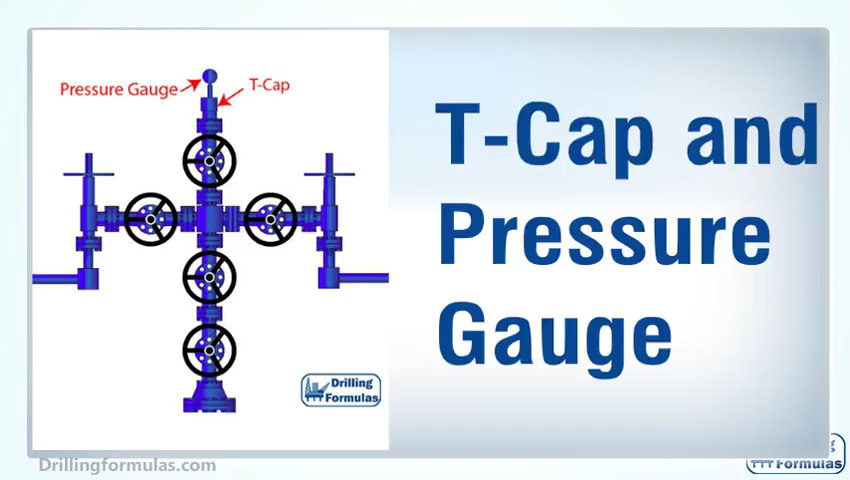 Pressure Gauge
T-Cap
T-Cap and
Pressure
Gauge
Drilling
Formulas
Drillingformulas.com
Formulas